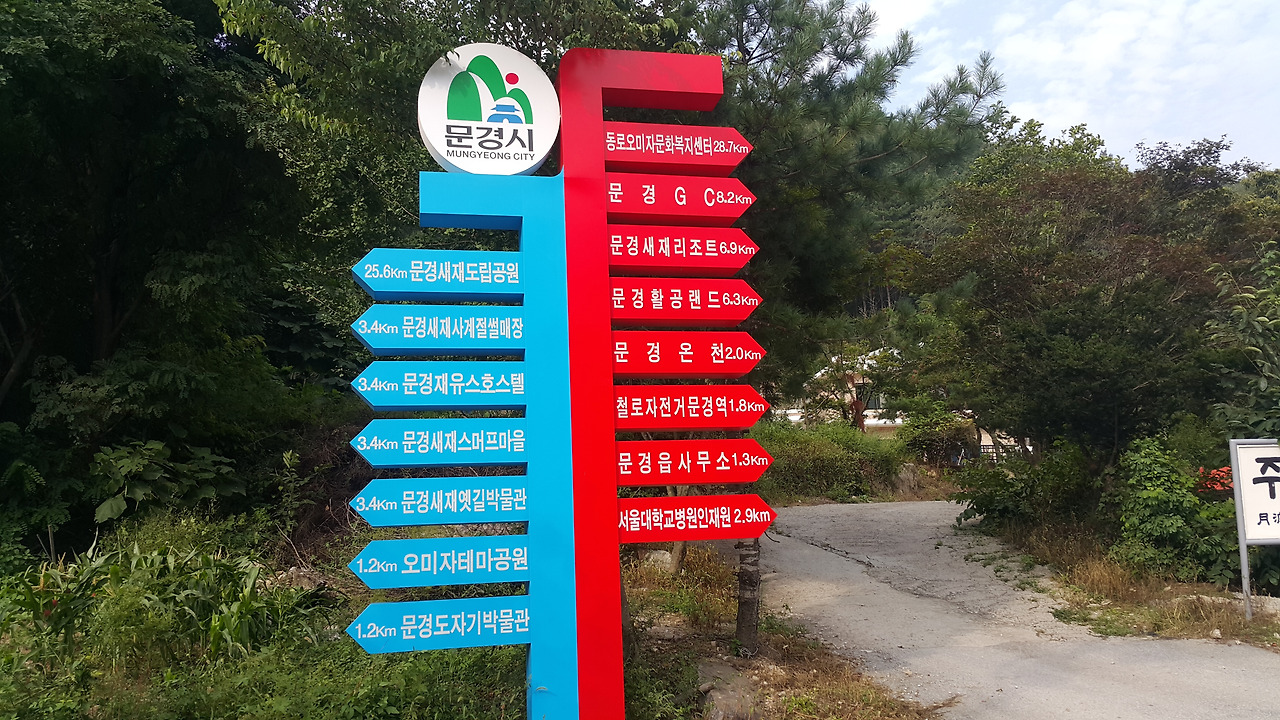 문경시
MUNGYEONG CITY
25.6Km 문경새재도립공원
3.4Km 문경새재사계절썰매장
3.4Km 문경재유스호스텔
3.4Km 문경새재스머프마을
3.4Km 문경새재옛길박물관
1.2Km 오미자테마공원
1.2Km 문경도자기박물관
동로오미자문화복지센터 28.7Km
문경GC 8.2Km
문경새재리조트 6.9Km
문경활공랜드 6.3Km
문경온천 2.0Km
철로자전거문경역 1.8Km
문경읍사무소 1.3Km
서울대학교병원인재원 2.9km
주
月